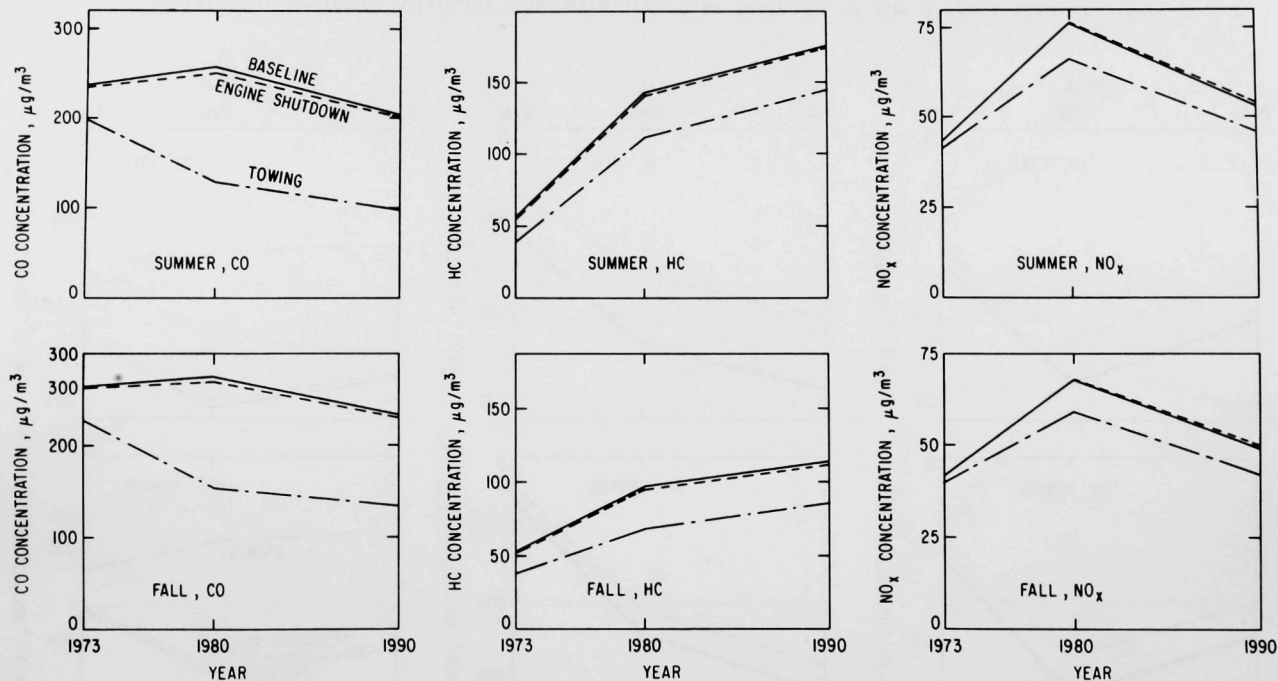 CO CONCENTRATION, μg/m³
300
200
100
0
BASELINE
ENGINE SHUTDOWN
TOWING
SUMMER, CO
HC CONCENTRATION, μg/m³
150
100
50
0
SUMMER, HC
NOₓ CONCENTRATION, μg/m³
75
50
25
0
SUMMER, NOₓ
CO CONCENTRATION, μg/m³
300
300
200
100
0
FALL, CO
1973
1980
1990
YEAR
HC CONCENTRATION, μg/m³
150
100
50
0
FALL, HC
1973
1980
1990
YEAR
NOₓ CONCENTRATION, μg/m³
75
50
25
0
FALL, NOₓ
1973
1980
1990
YEAR